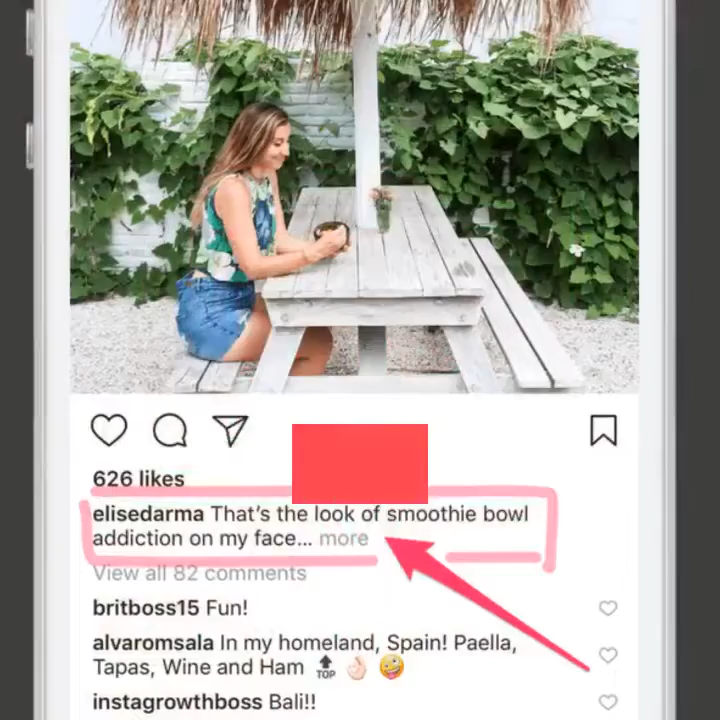 626 likes
elisedarma That's the look of smoothie bowl
addiction on my face... more
View all 82 comments
britboss15 Fun!
alvaromsala In my homeland, Spain! Paella,
Tapas, Wine and Ham 🔝 👌🏻 🤪
instagrowthboss Bali!!